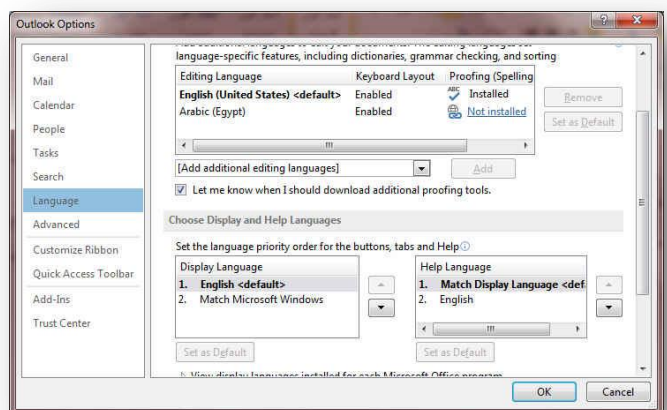 Outlook Options
General
Mail
Calendar
People
Tasks
Search
Language
Advanced
Customize Ribbon
Quick Access Toolbar
Add-Ins
Trust Center
language-specific features, including dictionaries, grammar checking, and sorting
Editing Language Keyboard Layout Proofing (Spelling
English (United States) <default> Enabled Installed
Arabic (Egypt) Enabled Not installed
Remove
Set as Default
[Add additional editing languages] Add
Let me know when I should download additional proofing tools.
Choose Display and Help Languages
Set the language priority order for the buttons, tabs and Help
Display Language
1. English <default>
2. Match Microsoft Windows
Set as Default
Help Language
1. Match Display Language <def
2. English
Set as Default
View display languages installed for each Microsoft Office program
OK Cancel